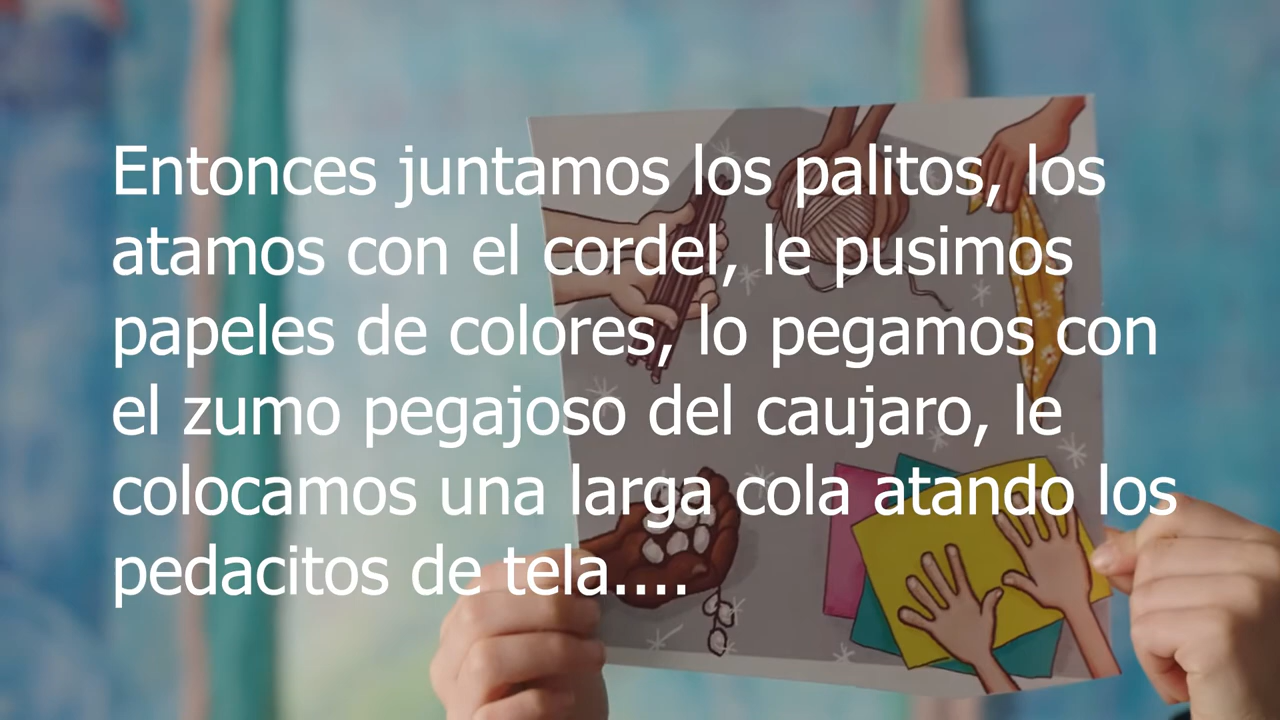 Entonces juntamos los palitos, los
atamos con el cordel, le pusimos
papeles de colores, lo pegamos con
el zumo pegajoso del caujaro, le
colocamos una larga cola atando los
pedacitos de tela....